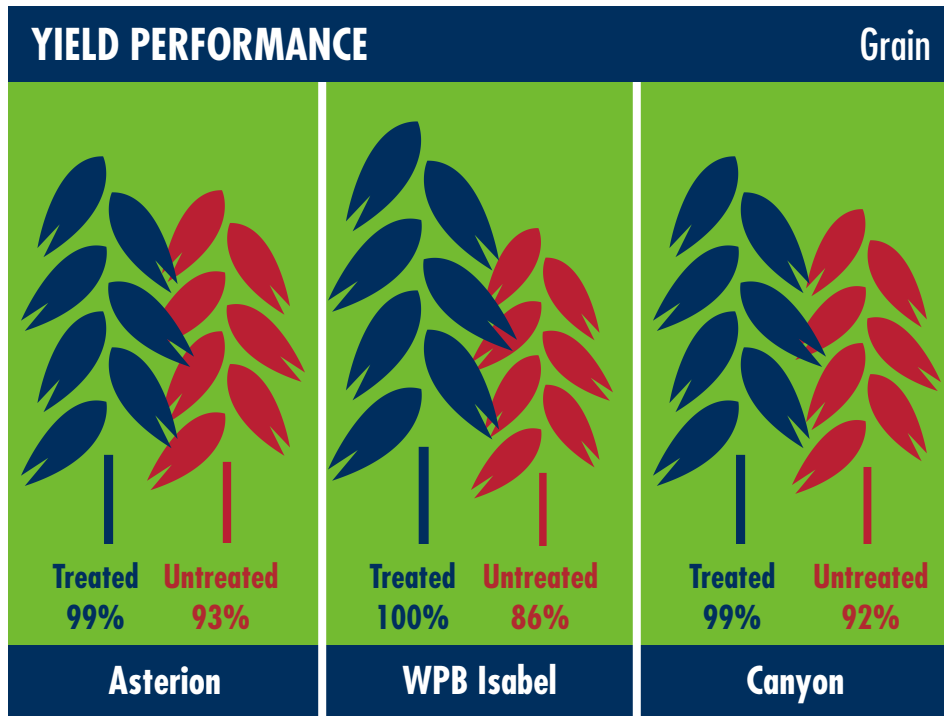 YIELD PERFORMANCE Grain
Treated Untreated
99% 93%
Asterion
Treated Untreated
100% 86%
WPB Isabel
Treated Untreated
99% 92%
Canyon